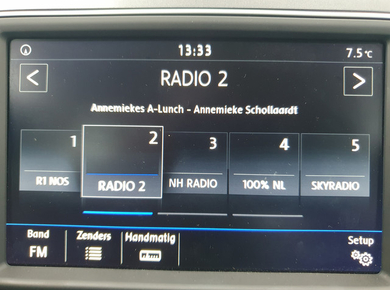 13:33 7.5°C
RADIO 2
Annemiekes A-Lunch - Annemieke Schollaardt
1 2 3 4 5
R1 NOS RADIO 2 NH RADIO 100% NL SKYRADIO
Band Zenders Handmatig Setup
FM